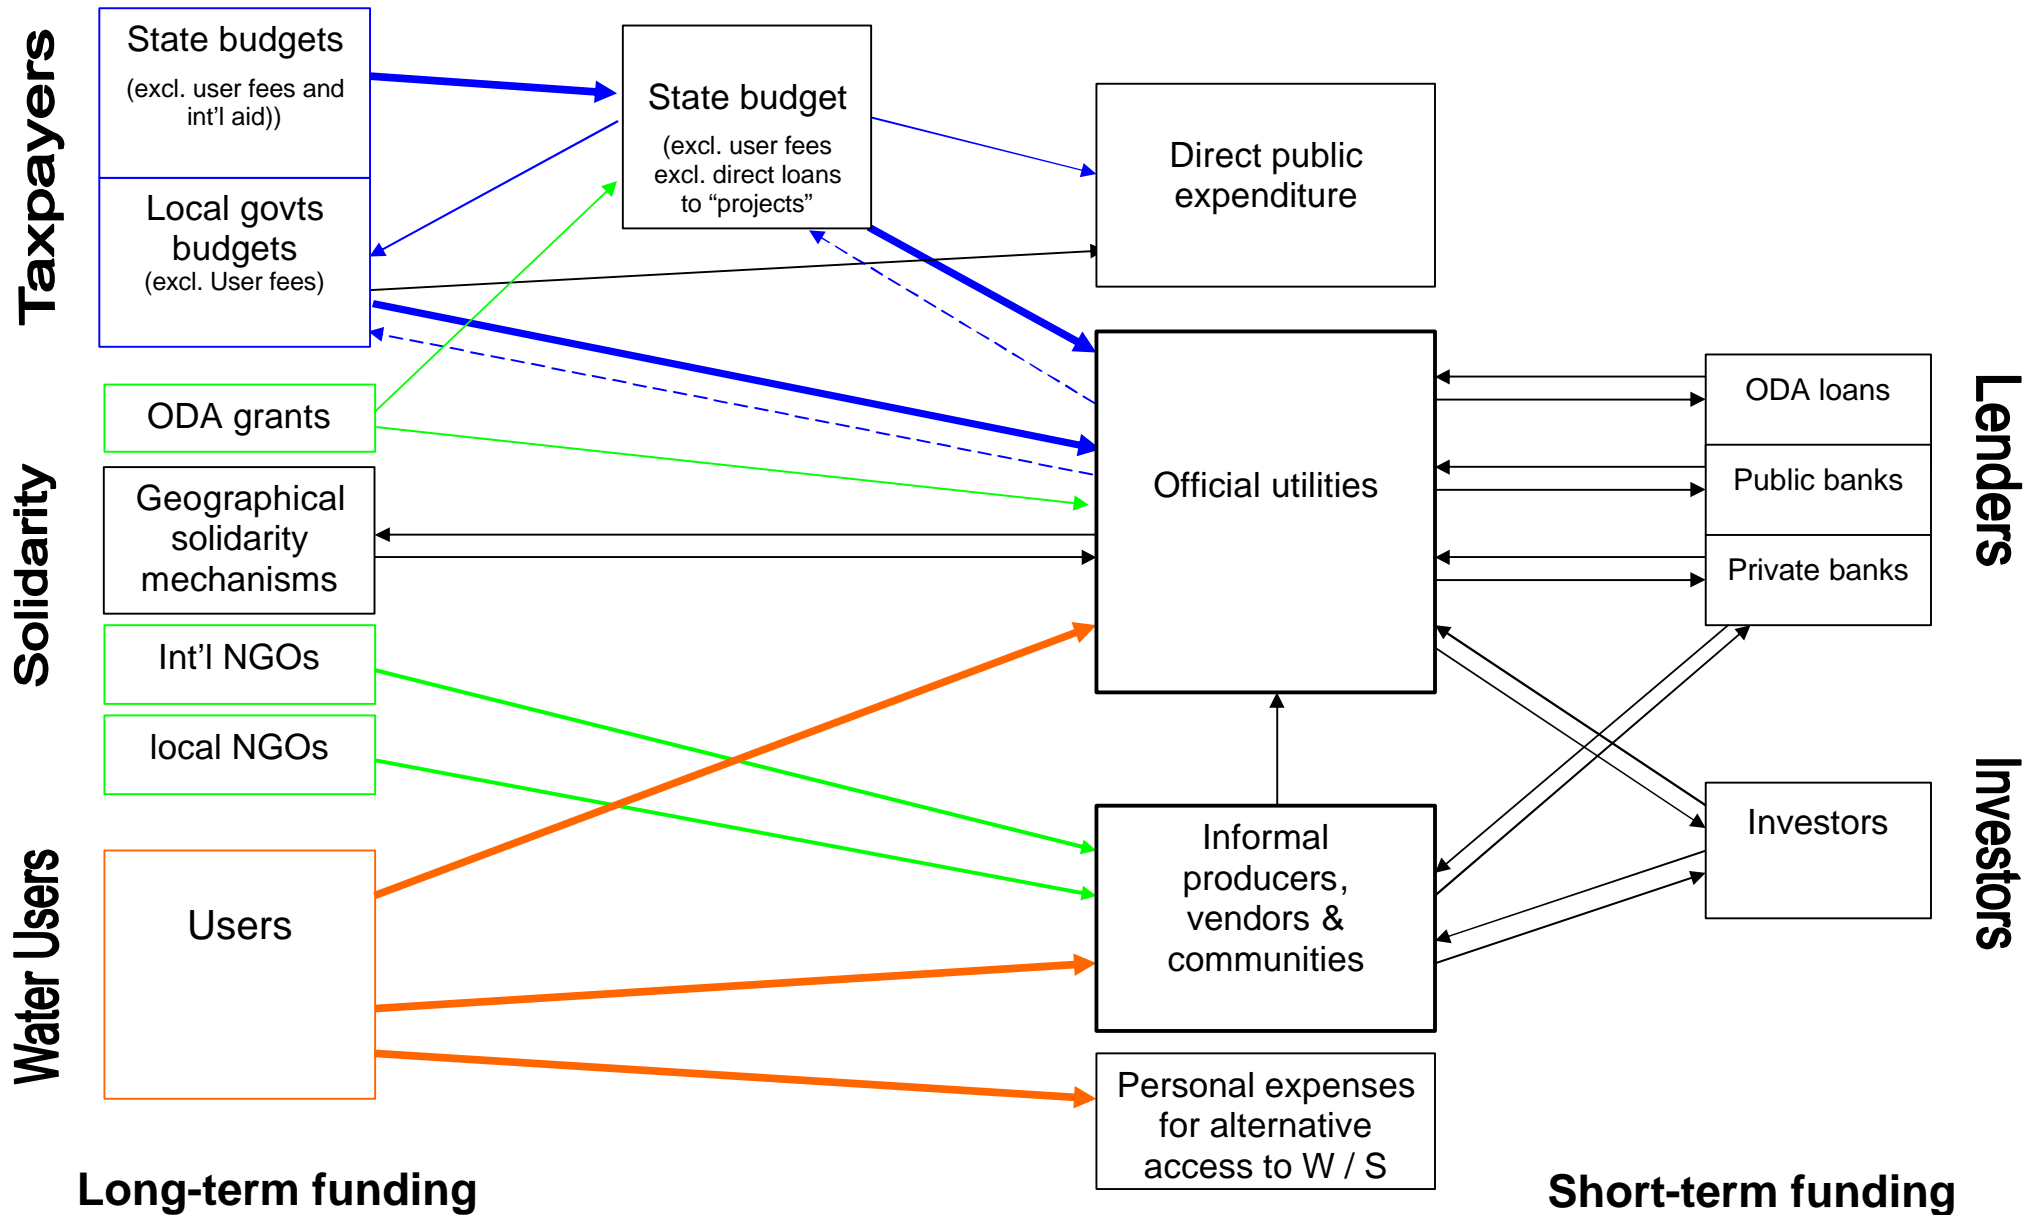 Taxpayers
State budgets
(excl. user fees and
int’l aid))
Local govts
budgets
(excl. User fees)
State budget
(excl. user fees
excl. direct loans
to “projects”
Direct public
expenditure
Solidarity
ODA grants
Geographical
solidarity
mechanisms
Int’l NGOs
local NGOs
Official utilities
ODA loans
Public banks
Private banks
Lenders
Water Users
Users
Informal
producers,
vendors &
communities
Investors
Investors
Personal expenses
for alternative
access to W / S
Long-term funding
Short-term funding